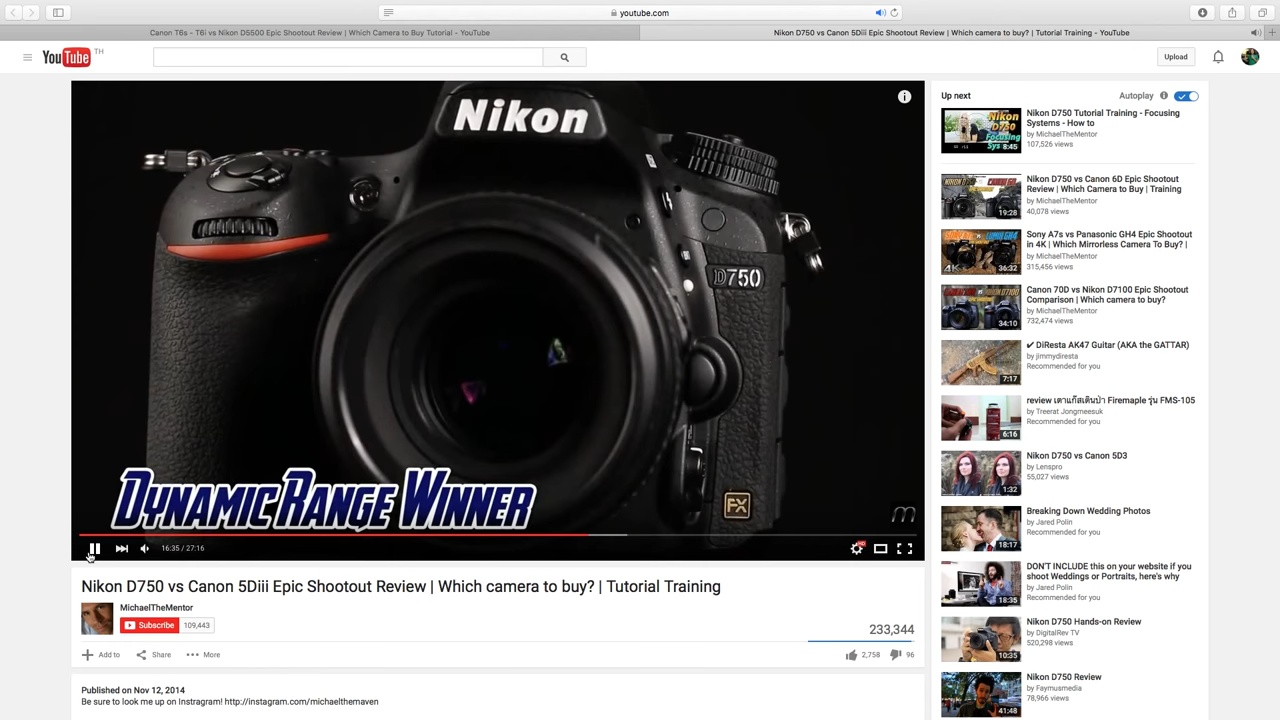 youtube.com
Canon T6s - T6i vs Nikon D5500 Epic Shootout Review | Which Camera to Buy Tutorial - YouTube
Nikon D750 vs Canon 5Diii Epic Shootout Review | Which camera to buy? | Tutorial Training - YouTube
YouTube TH
Upload
Nikon
D750
FX
DYNAMIC RANGE WINNER
m
16:35 / 27:16
HD
Nikon D750 vs Canon 5Diii Epic Shootout Review | Which camera to buy? | Tutorial Training
MichaelTheMentor
Subscribe 109,443
233,344
Add to Share More
2,758 96
Published on Nov 12, 2014
Be sure to look me up on Instragram! http://instagram.com/michaelthemaven
Up next
Autoplay
Nikon D750 Tutorial Training - Focusing
Systems - How to
by MichaelTheMentor
107,526 views
8:45
Nikon D750 vs Canon 6D Epic Shootout
Review | Which Camera to Buy | Training
by MichaelTheMentor
40,078 views
19:28
Sony A7s vs Panasonic GH4 Epic Shootout
in 4K | Which Mirrorless Camera To Buy? |
by MichaelTheMentor
315,456 views
4K
36:32
Canon 70D vs Nikon D7100 Epic Shootout
Comparison | Which camera to buy?
by MichaelTheMentor
732,474 views
34:10
✔ DiResta AK47 Guitar (AKA the GATTAR)
by jimmydiresta
Recommended for you
7:17
review เตาแก๊สเดินป่า Firemaple รุ่น FMS-105
by Treerat Jongmeesuk
Recommended for you
6:16
Nikon D750 vs Canon 5D3
by Lenspro
55,027 views
1:32
Breaking Down Wedding Photos
by Jared Polin
Recommended for you
18:17
DON'T INCLUDE this on your website if you
shoot Weddings or Portraits, here's why
by Jared Polin
Recommended for you
18:35
Nikon D750 Hands-on Review
by DigitalRev TV
520,298 views
10:35
Nikon D750 Review
by Faymusmedia
78,966 views
41:48